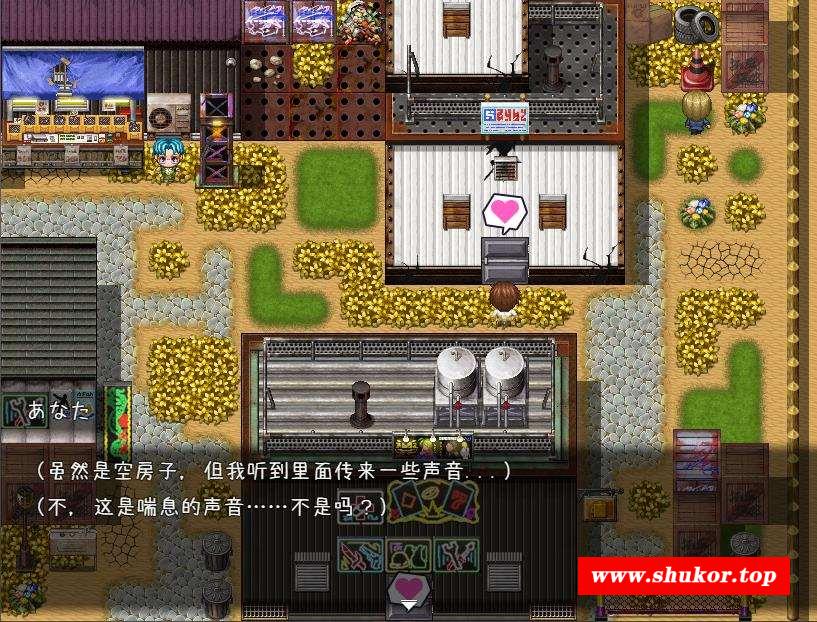 あなた
（虽然是空房子，但我听到里面传来一些声音...）
（不，这是喘息的声音……不是吗？）
www.shukor.top